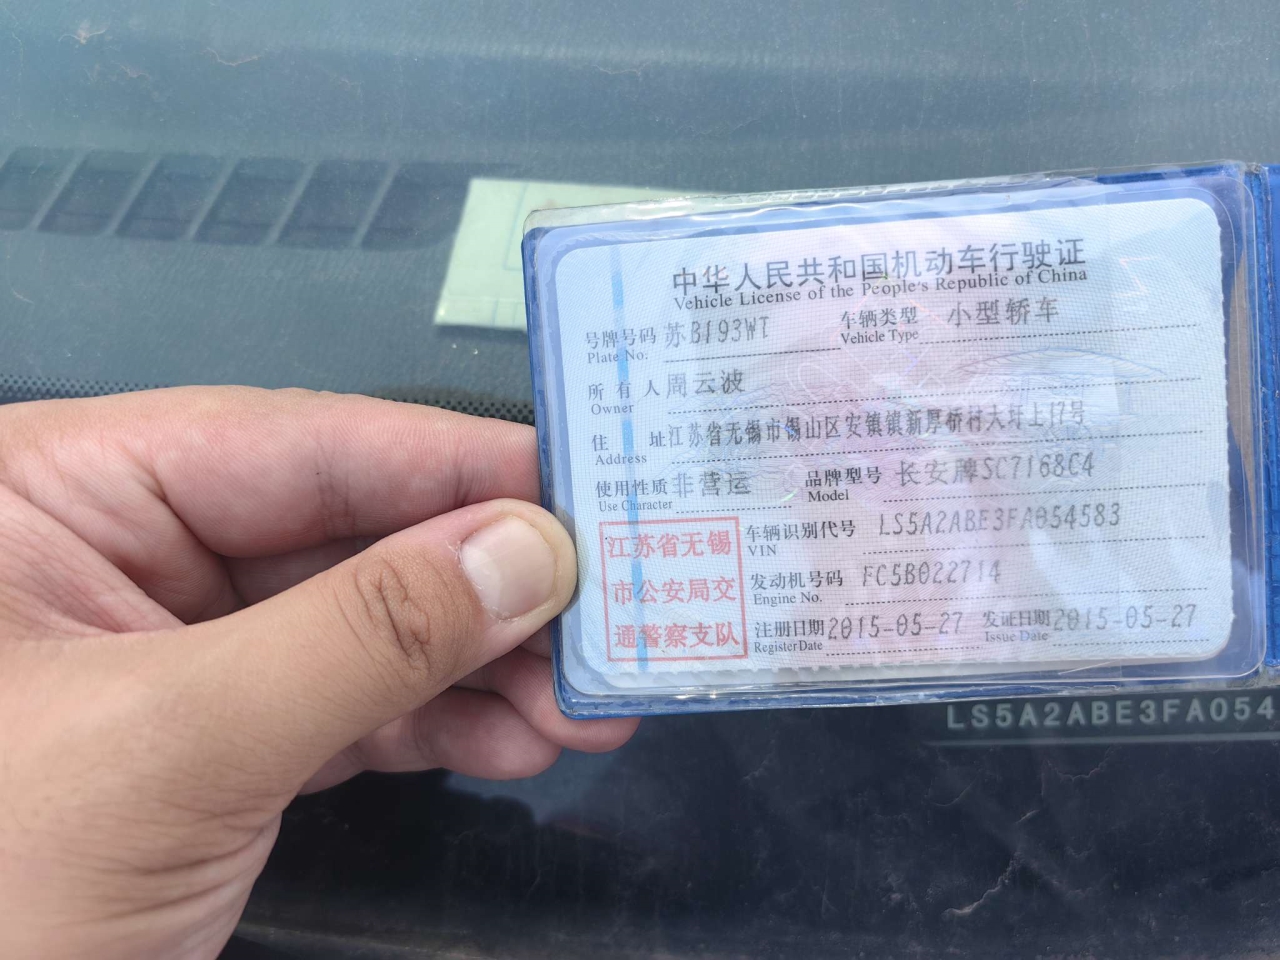 中华人民共和国机动车行驶证
Vehicle License of the People's Republic of China
号牌号码 苏B193WT 车辆类型 小型轿车
Plate No. Vehicle Type
所有人 周云波
Owner
住址 江苏省无锡市锡山区安镇镇新厚桥村大圩上17号
Address
使用性质 非营运 品牌型号 长安牌SC7168C4
Use Character Model
江苏省无锡
市公安局交
通警察支队
车辆识别代号 LS5A2ABE3FA054583
VIN
发动机号码 FC5B022714
Engine No.
注册日期 2015-05-27 发证日期 2015-05-27
Register Date Issue Date
LS5A2ABE3FA054